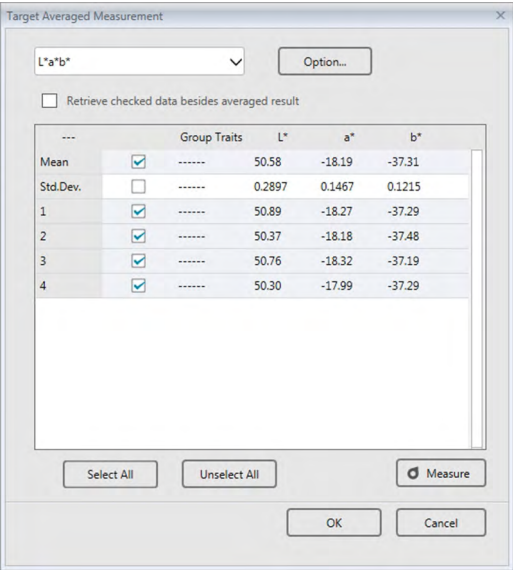 Target Averaged Measurement
L*a*b*
Option...
Retrieve checked data besides averaged result
--- Group Traits L* a* b*
Mean ------ 50.58 -18.19 -37.31
Std.Dev. ------ 0.2897 0.1467 0.1215
1 ------ 50.89 -18.27 -37.29
2 ------ 50.37 -18.18 -37.48
3 ------ 50.76 -18.32 -37.19
4 ------ 50.30 -17.99 -37.29
Select All Unselect All Measure
OK Cancel